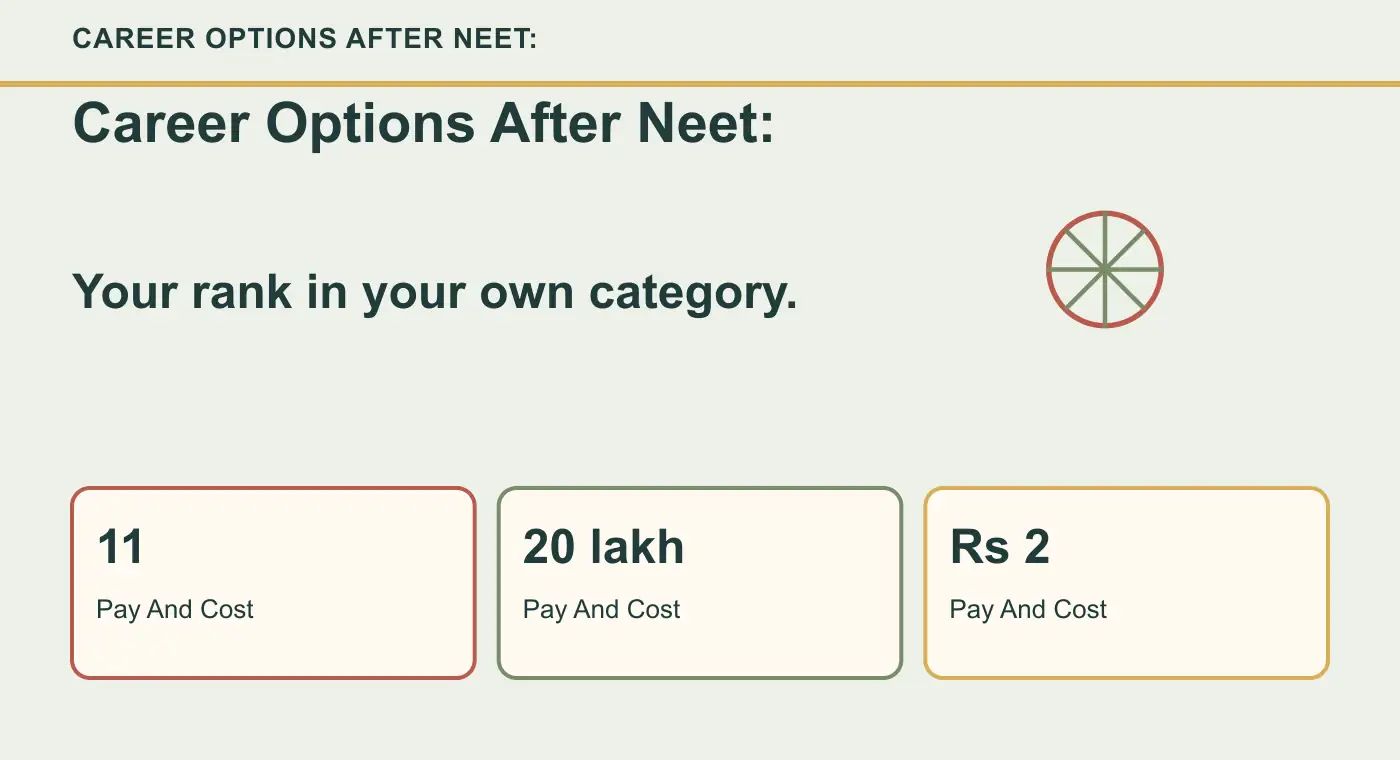 CAREER OPTIONS AFTER NEET:
Career Options After Neet:
Your rank in your own category.
11
Pay And Cost
20 lakh
Pay And Cost
Rs 2
Pay And Cost